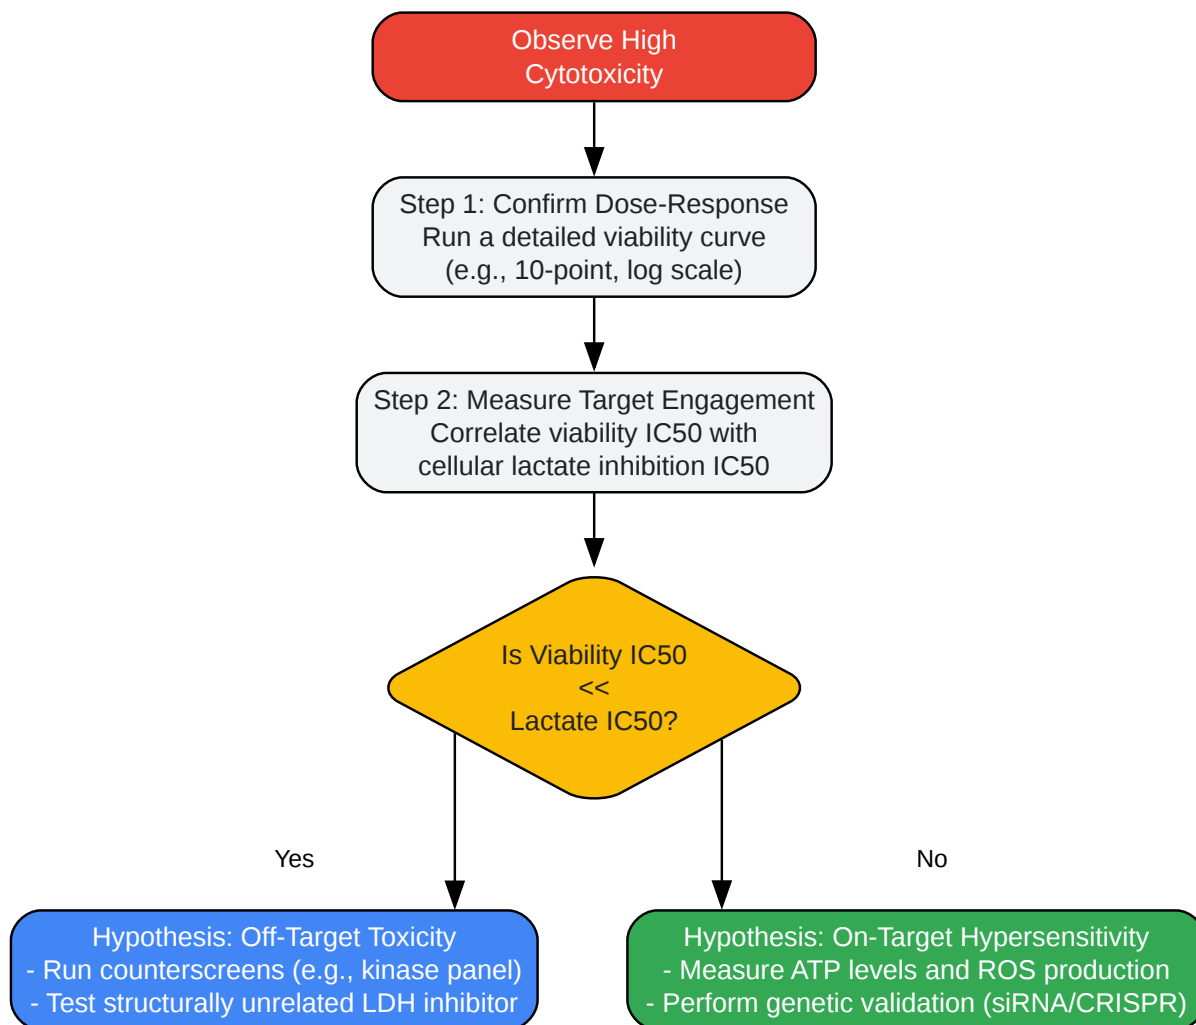 Observe High
Cytotoxicity
Step 1: Confirm Dose-Response
Run a detailed viability curve
(e.g., 10-point, log scale)
Step 2: Measure Target Engagement
Correlate viability IC50 with
cellular lactate inhibition IC50
Is Viability IC50
<<
Lactate IC50?
Yes
No
Hypothesis: Off-Target Toxicity
- Run counterscreens (e.g., kinase panel)
- Test structurally unrelated LDH inhibitor
Hypothesis: On-Target Hypersensitivity
- Measure ATP levels and ROS production
- Perform genetic validation (siRNA/CRISPR)